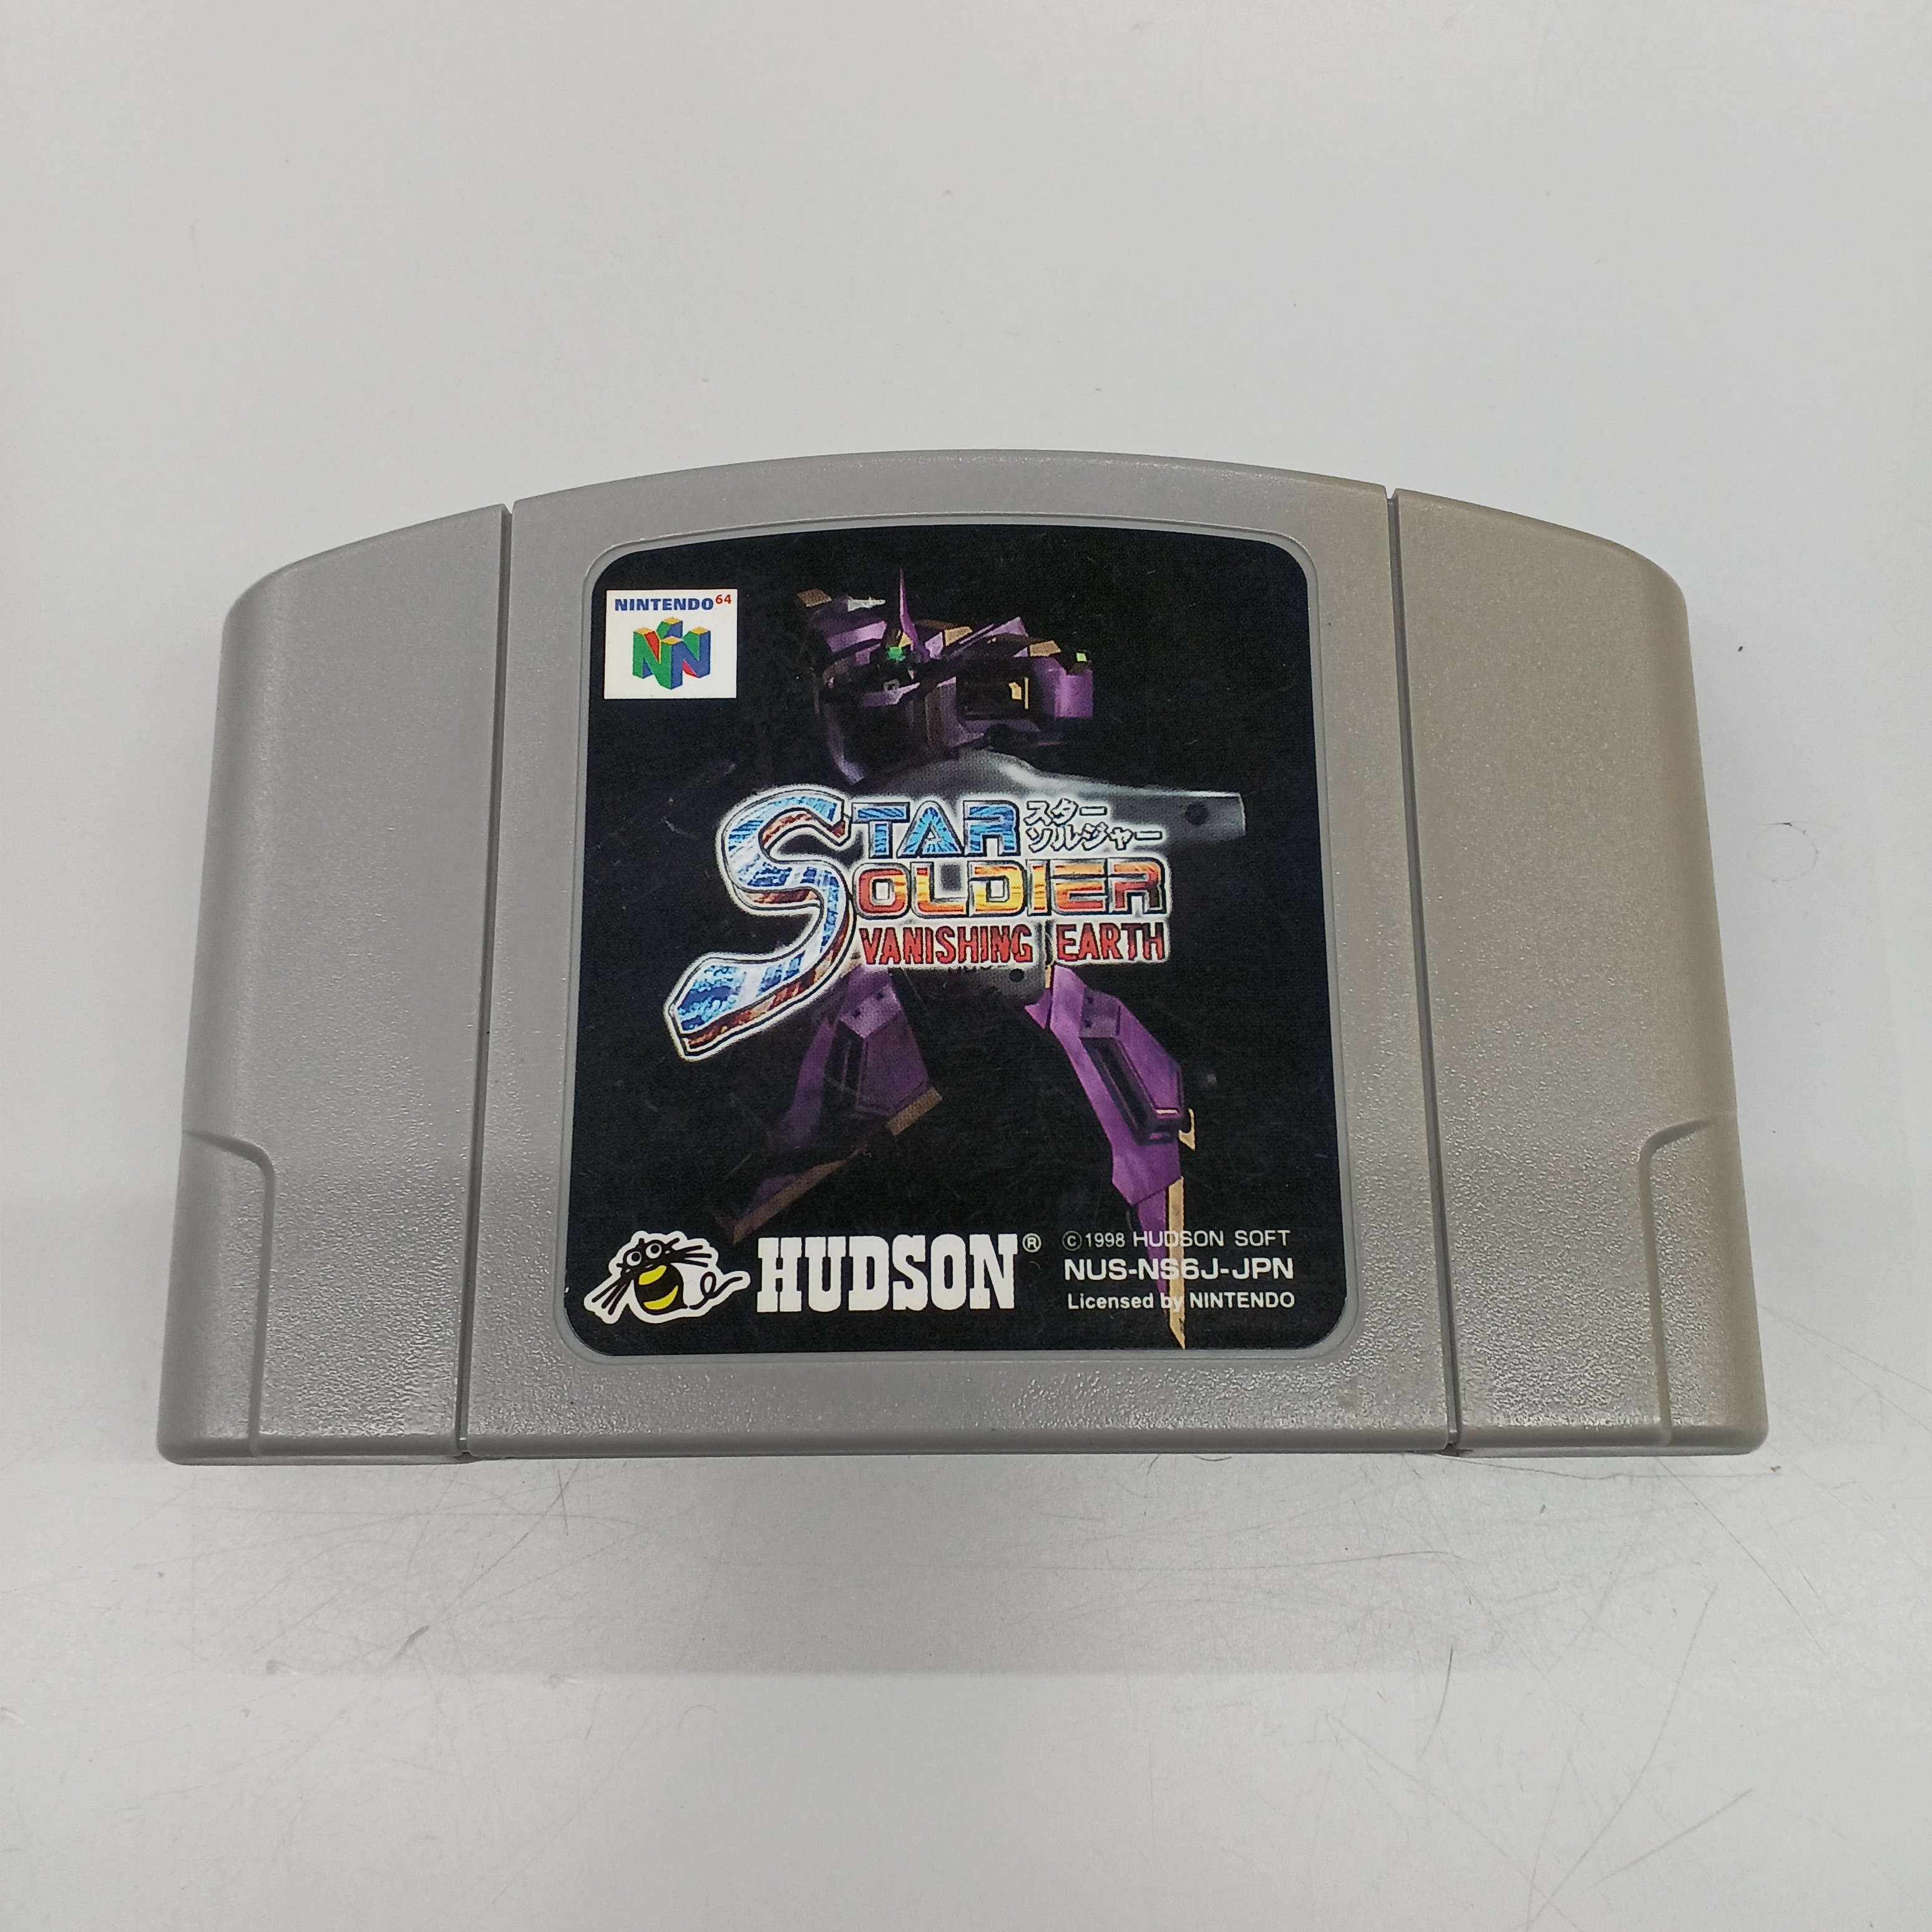 NINTENDO64
STAR スター
ソルジャー
SOLDIER
VANISHING EARTH
HUDSON®
©1998 HUDSON SOFT
NUS-NS6J-JPN
Licensed by NINTENDO